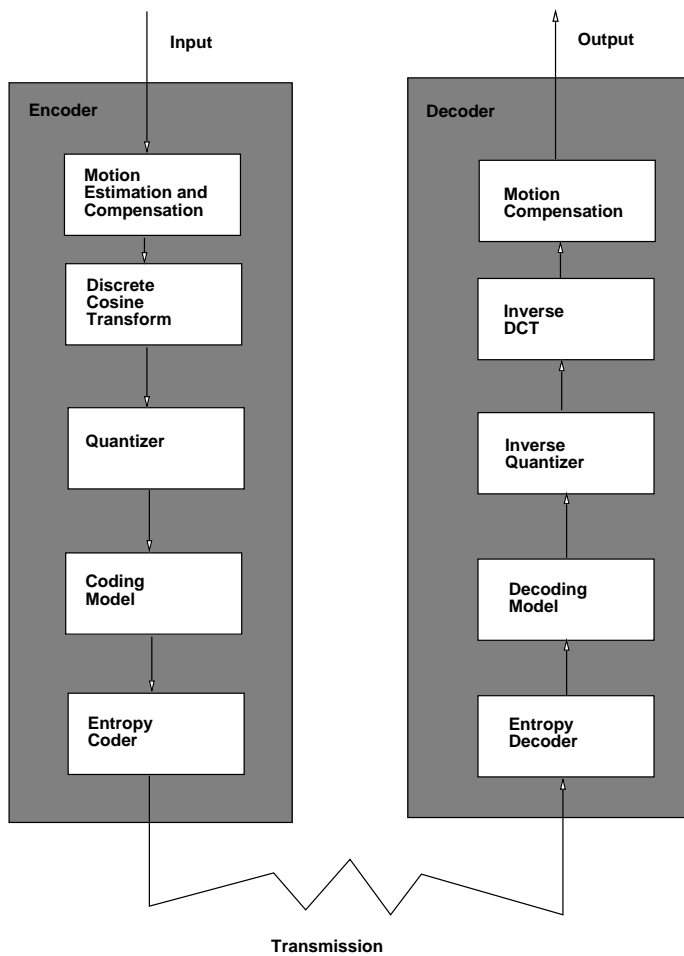 Input
Encoder
Motion
Estimation and
Compensation
Discrete
Cosine
Transform
Quantizer
Coding
Model
Entropy
Coder
Output
Decoder
Motion
Compensation
Inverse
DCT
Inverse
Quantizer
Decoding
Model
Entropy
Decoder
Transmission